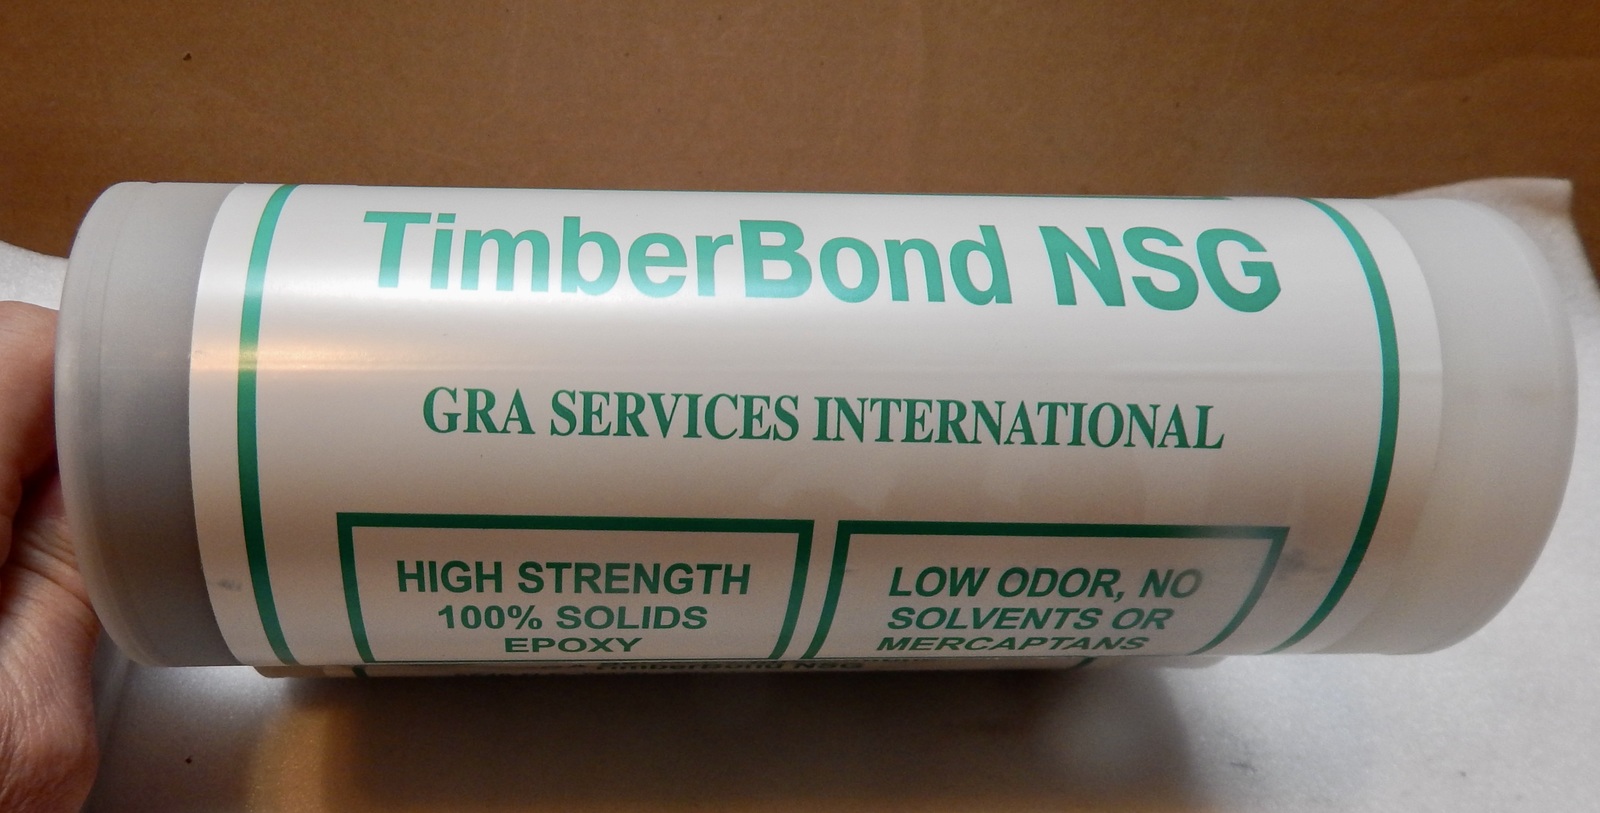 TimberBond NSG
GRA SERVICES INTERNATIONAL
HIGH STRENGTH
100% SOLIDS
EPOXY
LOW ODOR, NO
SOLVENTS OR
MERCAPTANS
TimberBond NSG